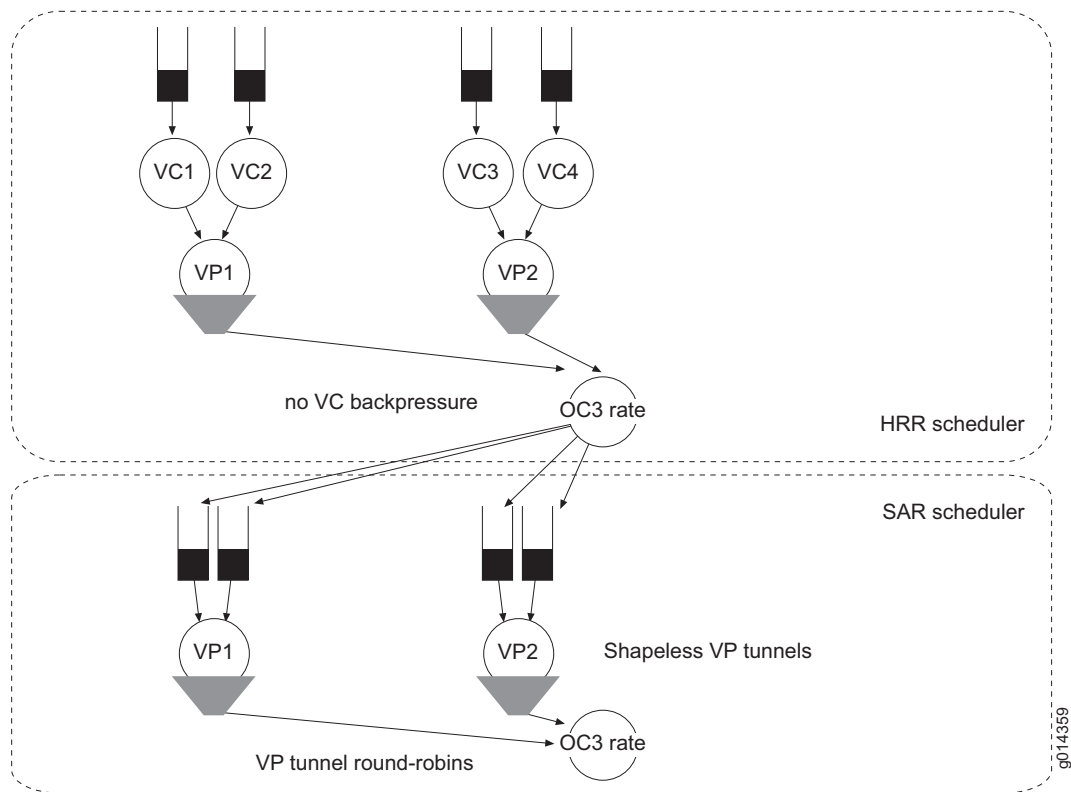 VC1
VC2
VC3
VC4
VP1
VP2
no VC backpressure
OC3 rate
HRR scheduler
SAR scheduler
VP1
VP2
Shapeless VP tunnels
OC3 rate
VP tunnel round-robins
g014359